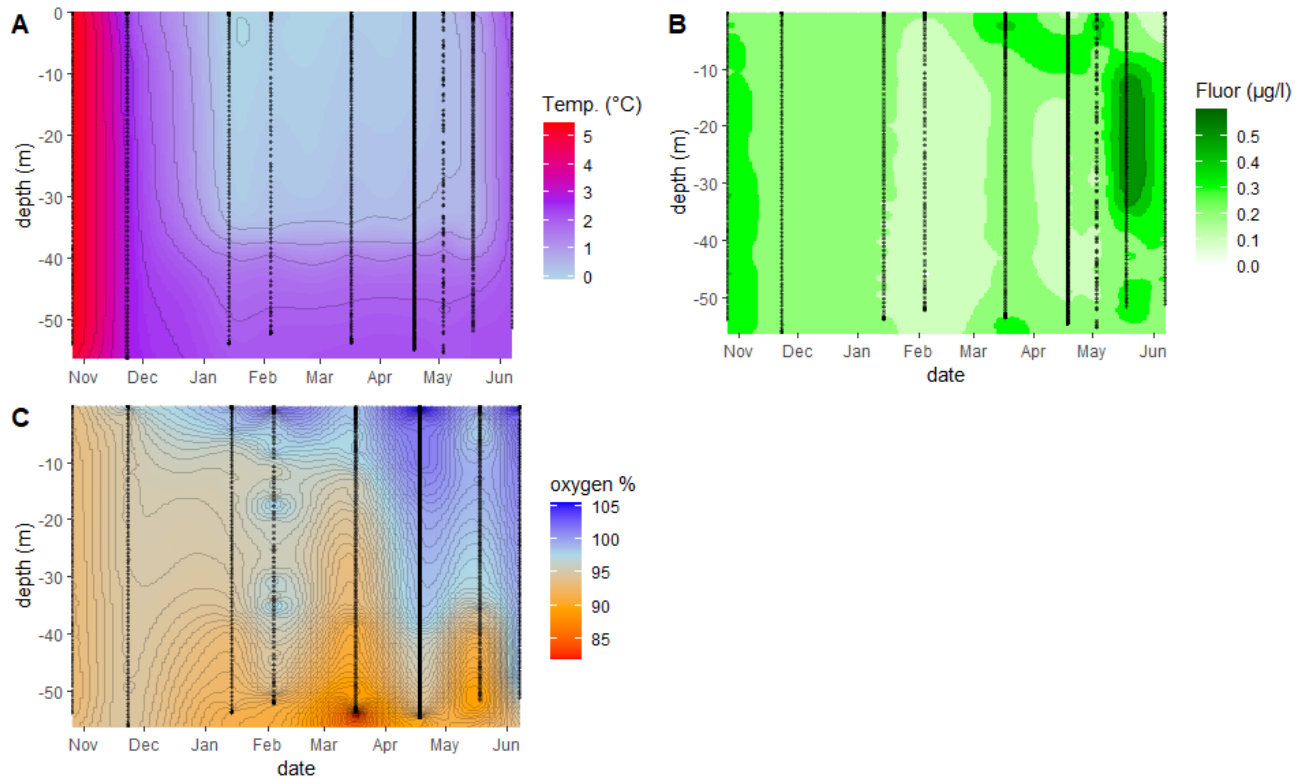 A
0
-10
-20
-30
-40
-50
depth (m)
Nov Dec Jan Feb Mar Apr May Jun
Temp. (°C)
5
4
3
2
1
0
B
0
-10
-20
-30
-40
-50
depth (m)
Nov Dec Jan Feb Mar Apr May Jun
date
Fluor (µg/l)
0.5
0.4
0.3
0.2
0.1
0.0
C
0
-10
-20
-30
-40
-50
depth (m)
Nov Dec Jan Feb Mar Apr May Jun
date
oxygen %
105
100
95
90
85